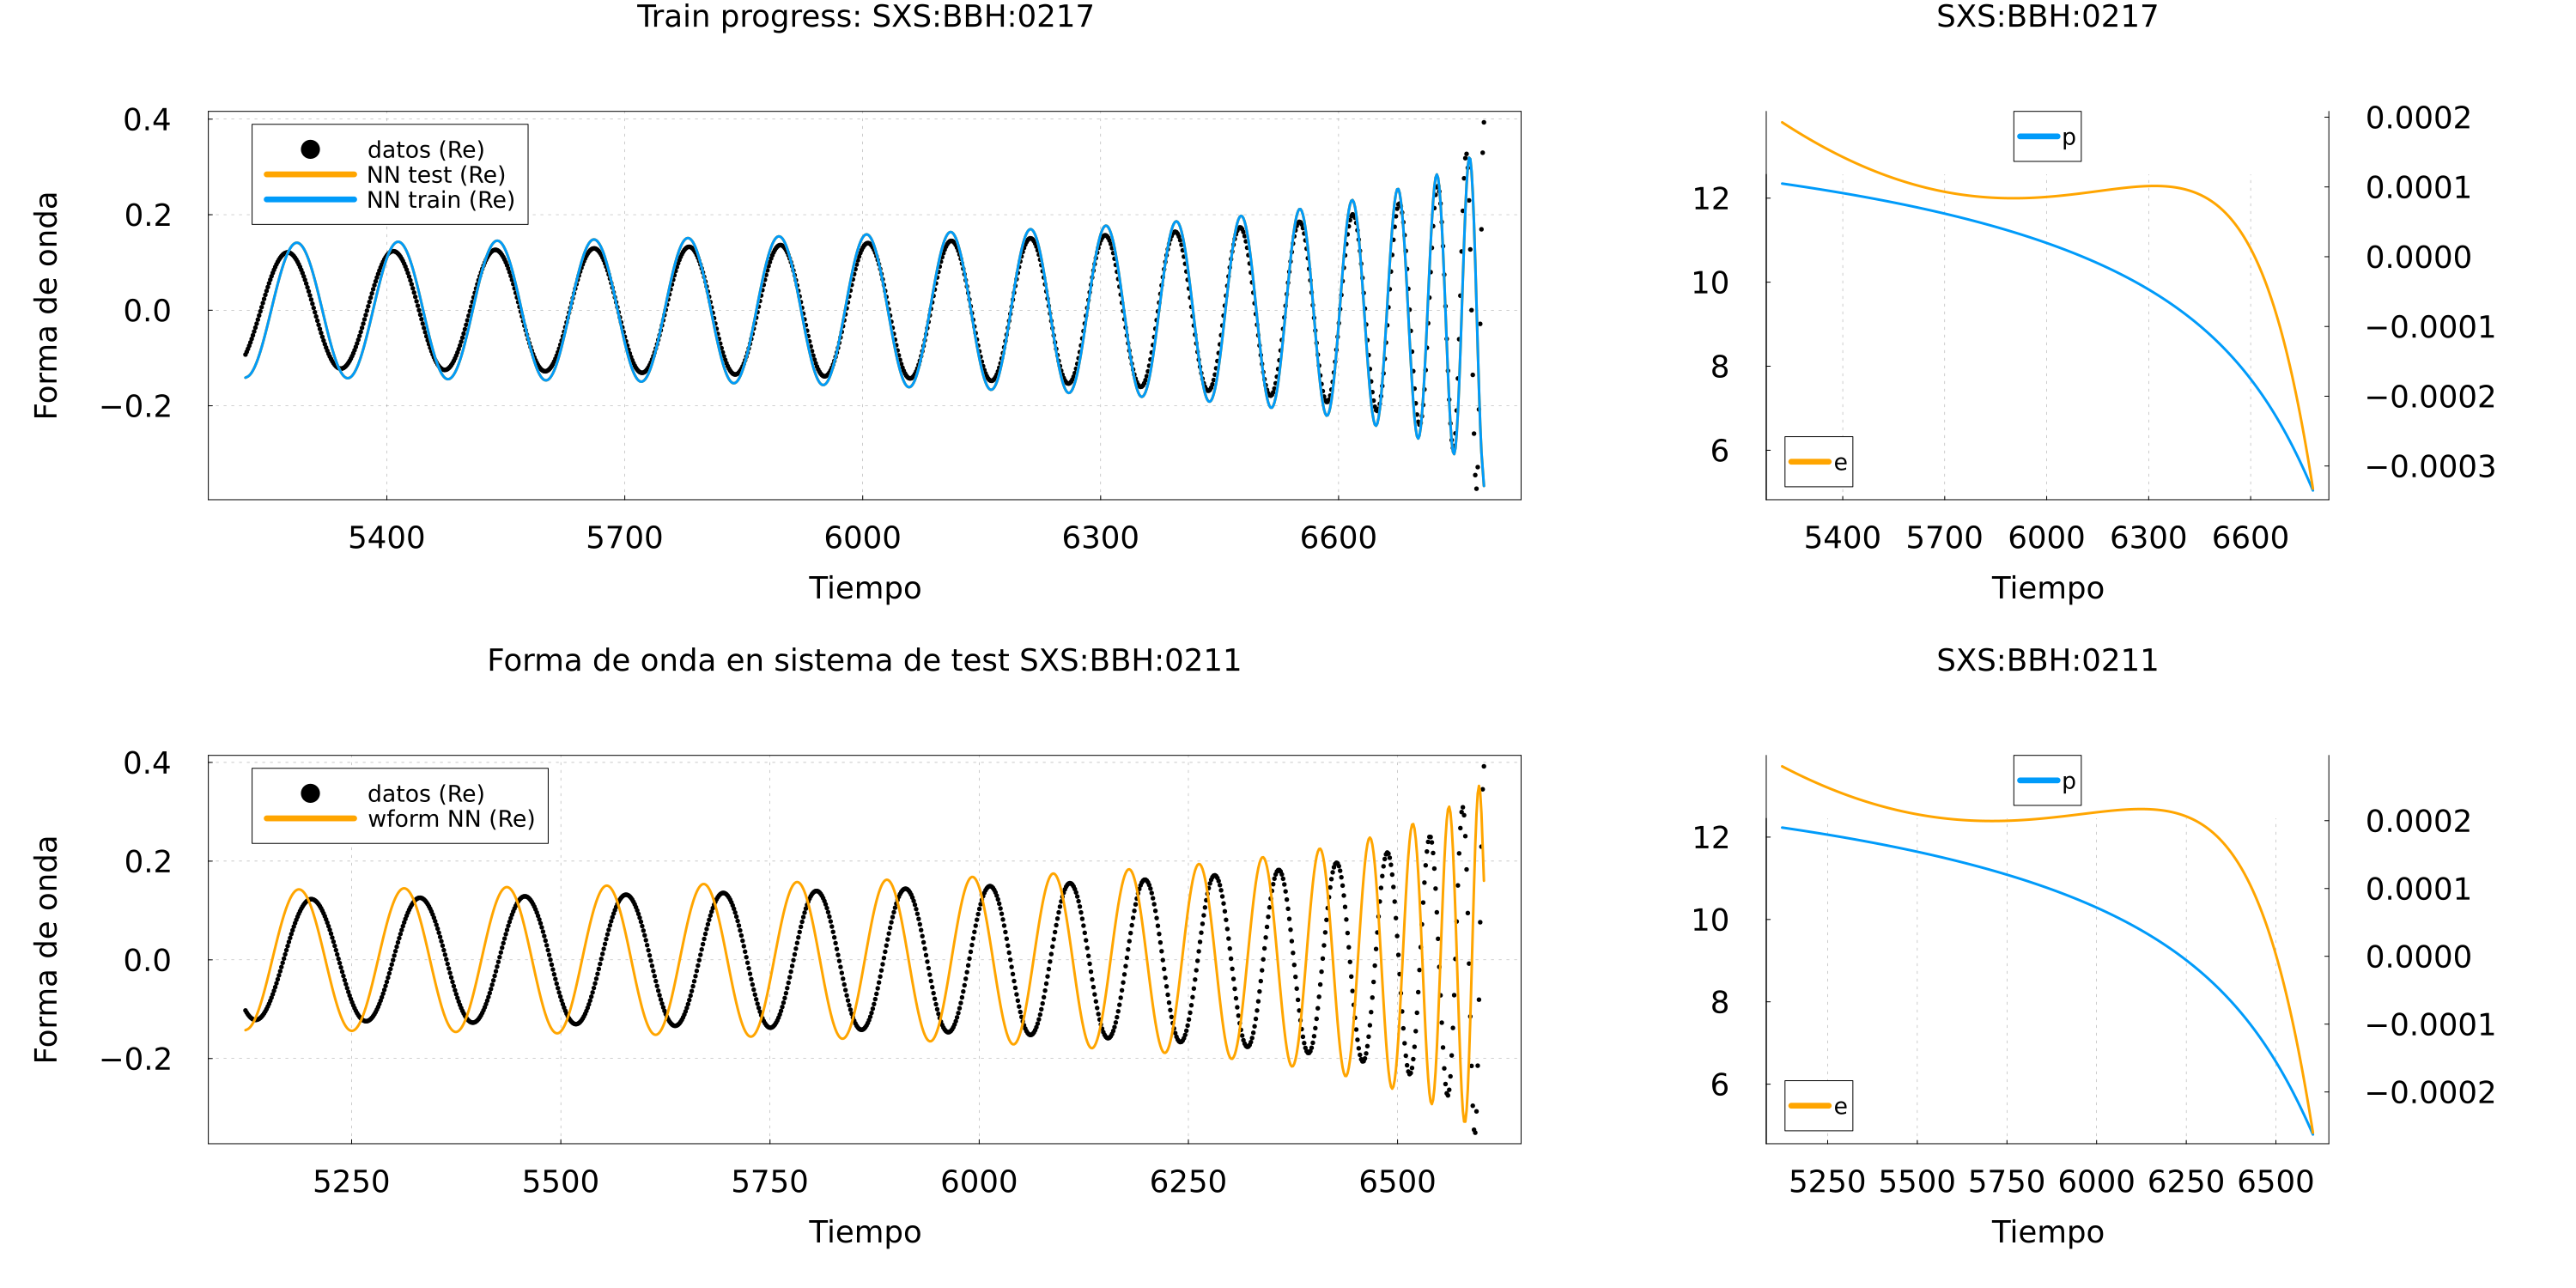 Train progress: SXS:BBH:0217
Forma de onda
0.4
0.2
0.0
−0.2
datos (Re)
NN test (Re)
NN train (Re)
5400 5700 6000 6300 6600
Tiempo
SXS:BBH:0217
12
10
8
6
p
e
0.0002
0.0001
0.0000
−0.0001
−0.0002
−0.0003
5400 5700 6000 6300 6600
Tiempo
Forma de onda en sistema de test SXS:BBH:0211
Forma de onda
0.4
0.2
0.0
−0.2
datos (Re)
wform NN (Re)
5250 5500 5750 6000 6250 6500
Tiempo
SXS:BBH:0211
12
10
8
6
p
e
0.0002
0.0001
0.0000
−0.0001
−0.0002
5250 5500 5750 6000 6250 6500
Tiempo